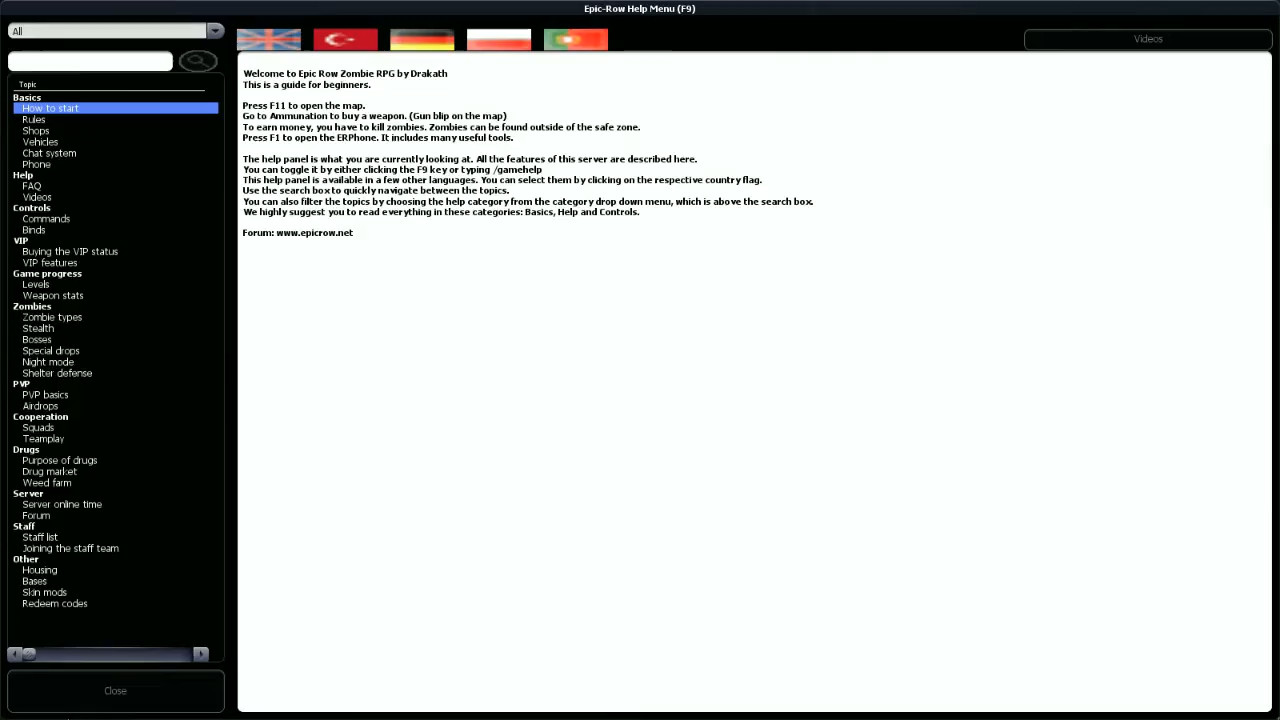 Epic-Row Help Menu (F9)
All
Videos
Topic
Basics
How to start
Rules
Shops
Vehicles
Chat system
Phone
Help
FAQ
Videos
Controls
Commands
Binds
VIP
Buying the VIP status
VIP features
Game progress
Levels
Weapon stats
Zombies
Zombie types
Stealth
Bosses
Special drops
Night mode
Shelter defense
PVP
PVP basics
Airdrops
Cooperation
Squads
Teamplay
Drugs
Purpose of drugs
Drug market
Weed farm
Server
Server online time
Forum
Staff
Staff list
Joining the staff team
Other
Housing
Bases
Skin mods
Redeem codes
Close
Welcome to Epic Row Zombie RPG by Drakath
This is a guide for beginners.
Press F11 to open the map.
Go to Ammunation to buy a weapon. (Gun blip on the map)
To earn money, you have to kill zombies. Zombies can be found outside of the safe zone.
Press F1 to open the ERPhone. It includes many useful tools.
The help panel is what you are currently looking at. All the features of this server are described here.
You can toggle it by either clicking the F9 key or typing /gamehelp
This help panel is available in a few other languages. You can select them by clicking on the respective country flag.
Use the search box to quickly navigate between the topics.
You can also filter the topics by choosing the help category from the category drop down menu, which is above the search box.
We highly suggest you to read everything in these categories: Basics, Help and Controls.
Forum: www.epicrow.net